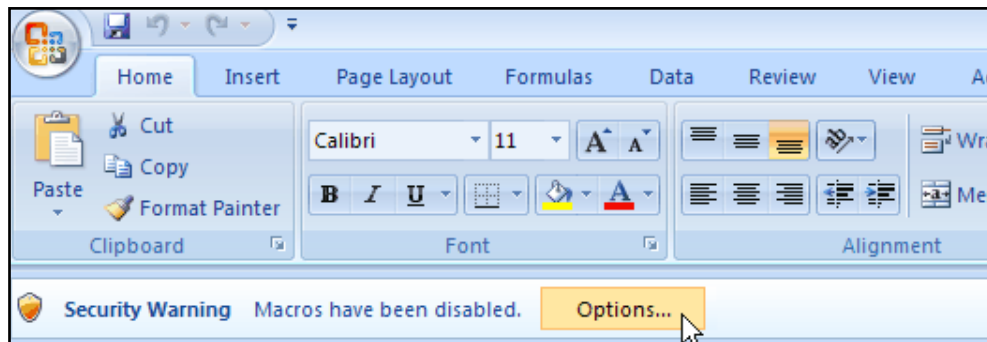 Home Insert Page Layout Formulas Data Review View
Cut
Calibri 11 A A
Copy
Paste
B I U A
Format Painter
Clipboard Font Alignment
Security Warning Macros have been disabled. Options...